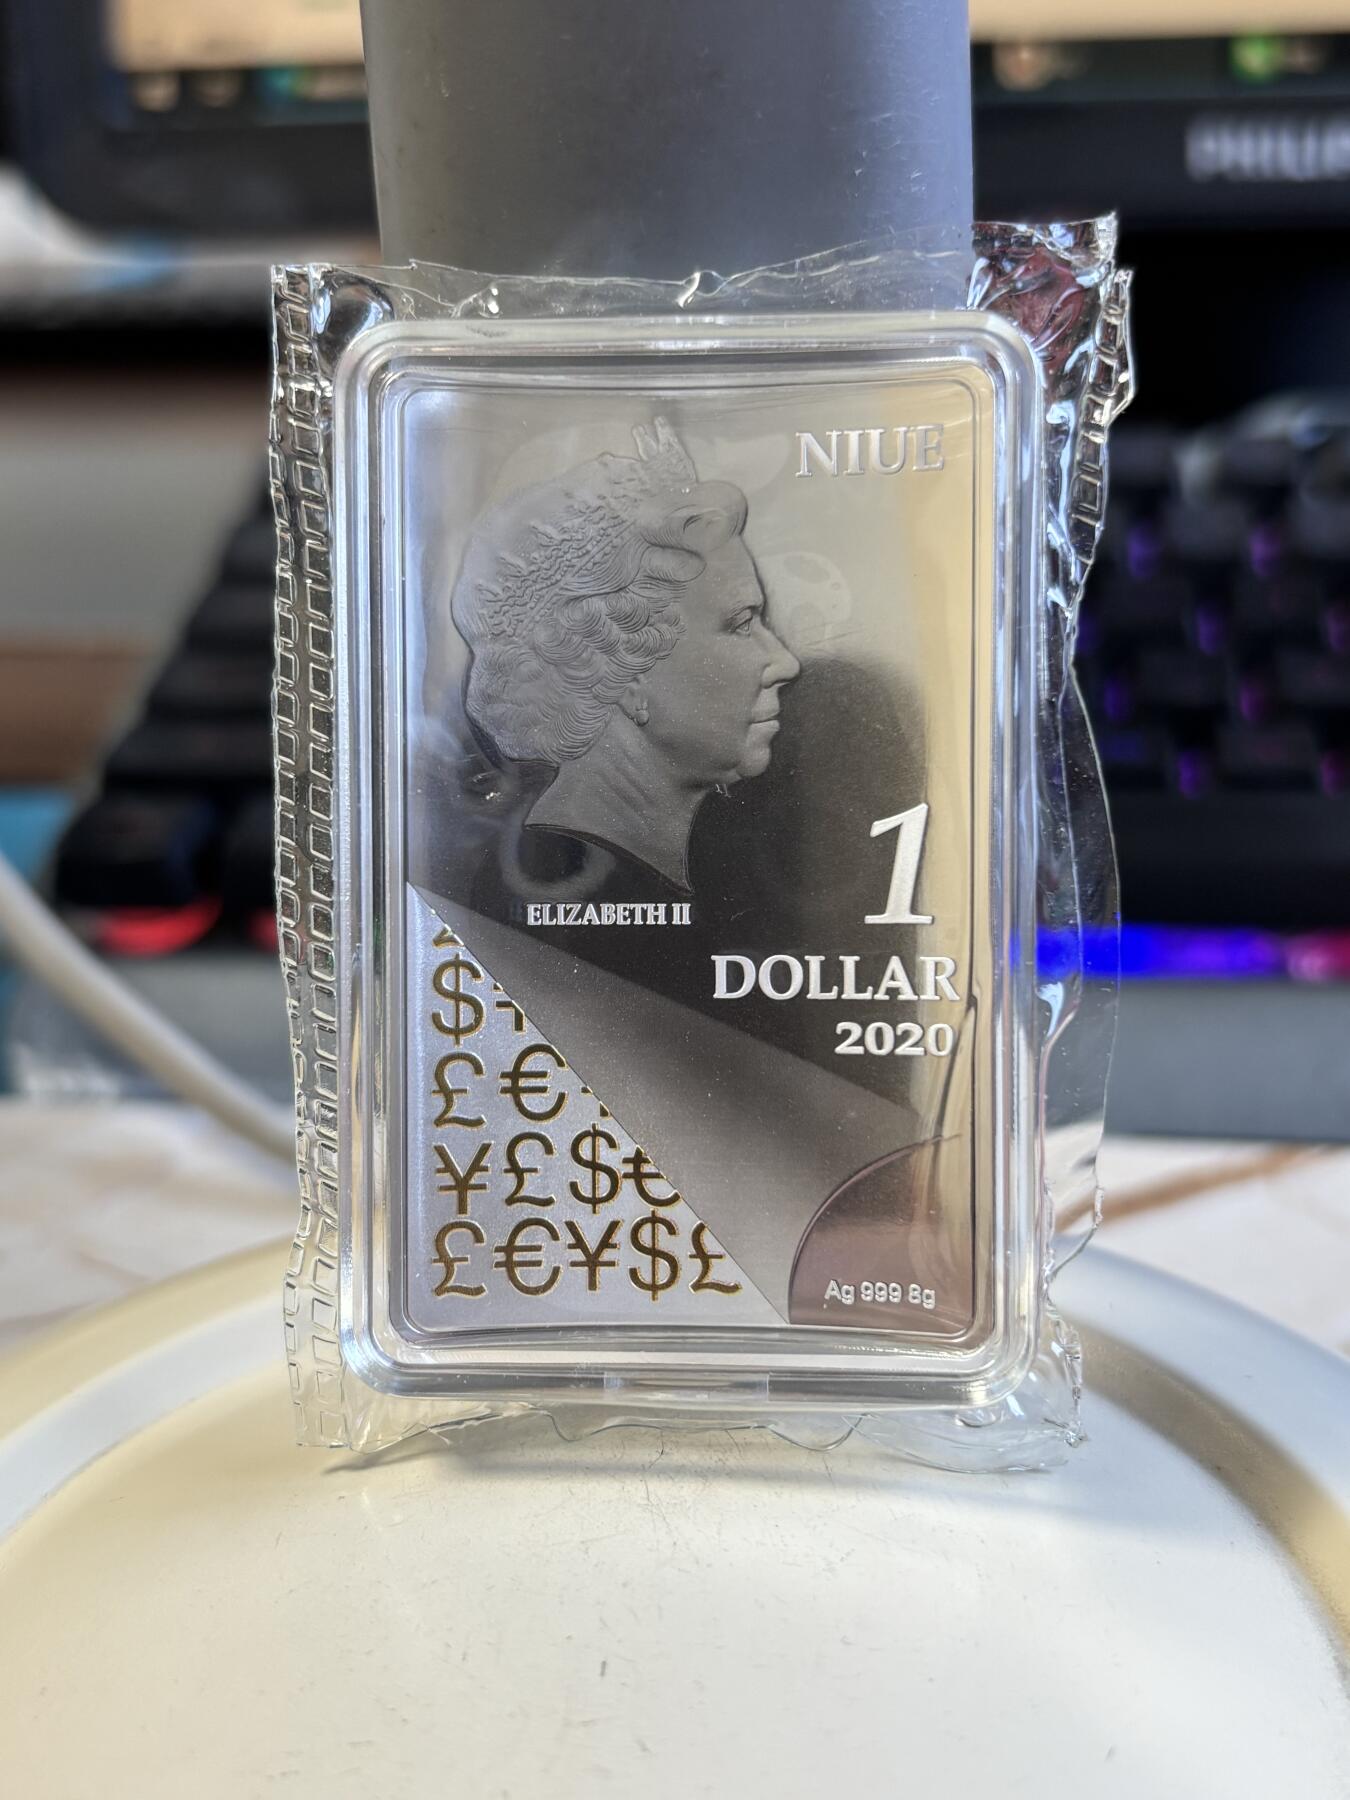 NIUE
ELIZABETH II
1
DOLLAR
2020
$
£ €
¥ £ $ €
£ € ¥ $ £
Ag 999 8g